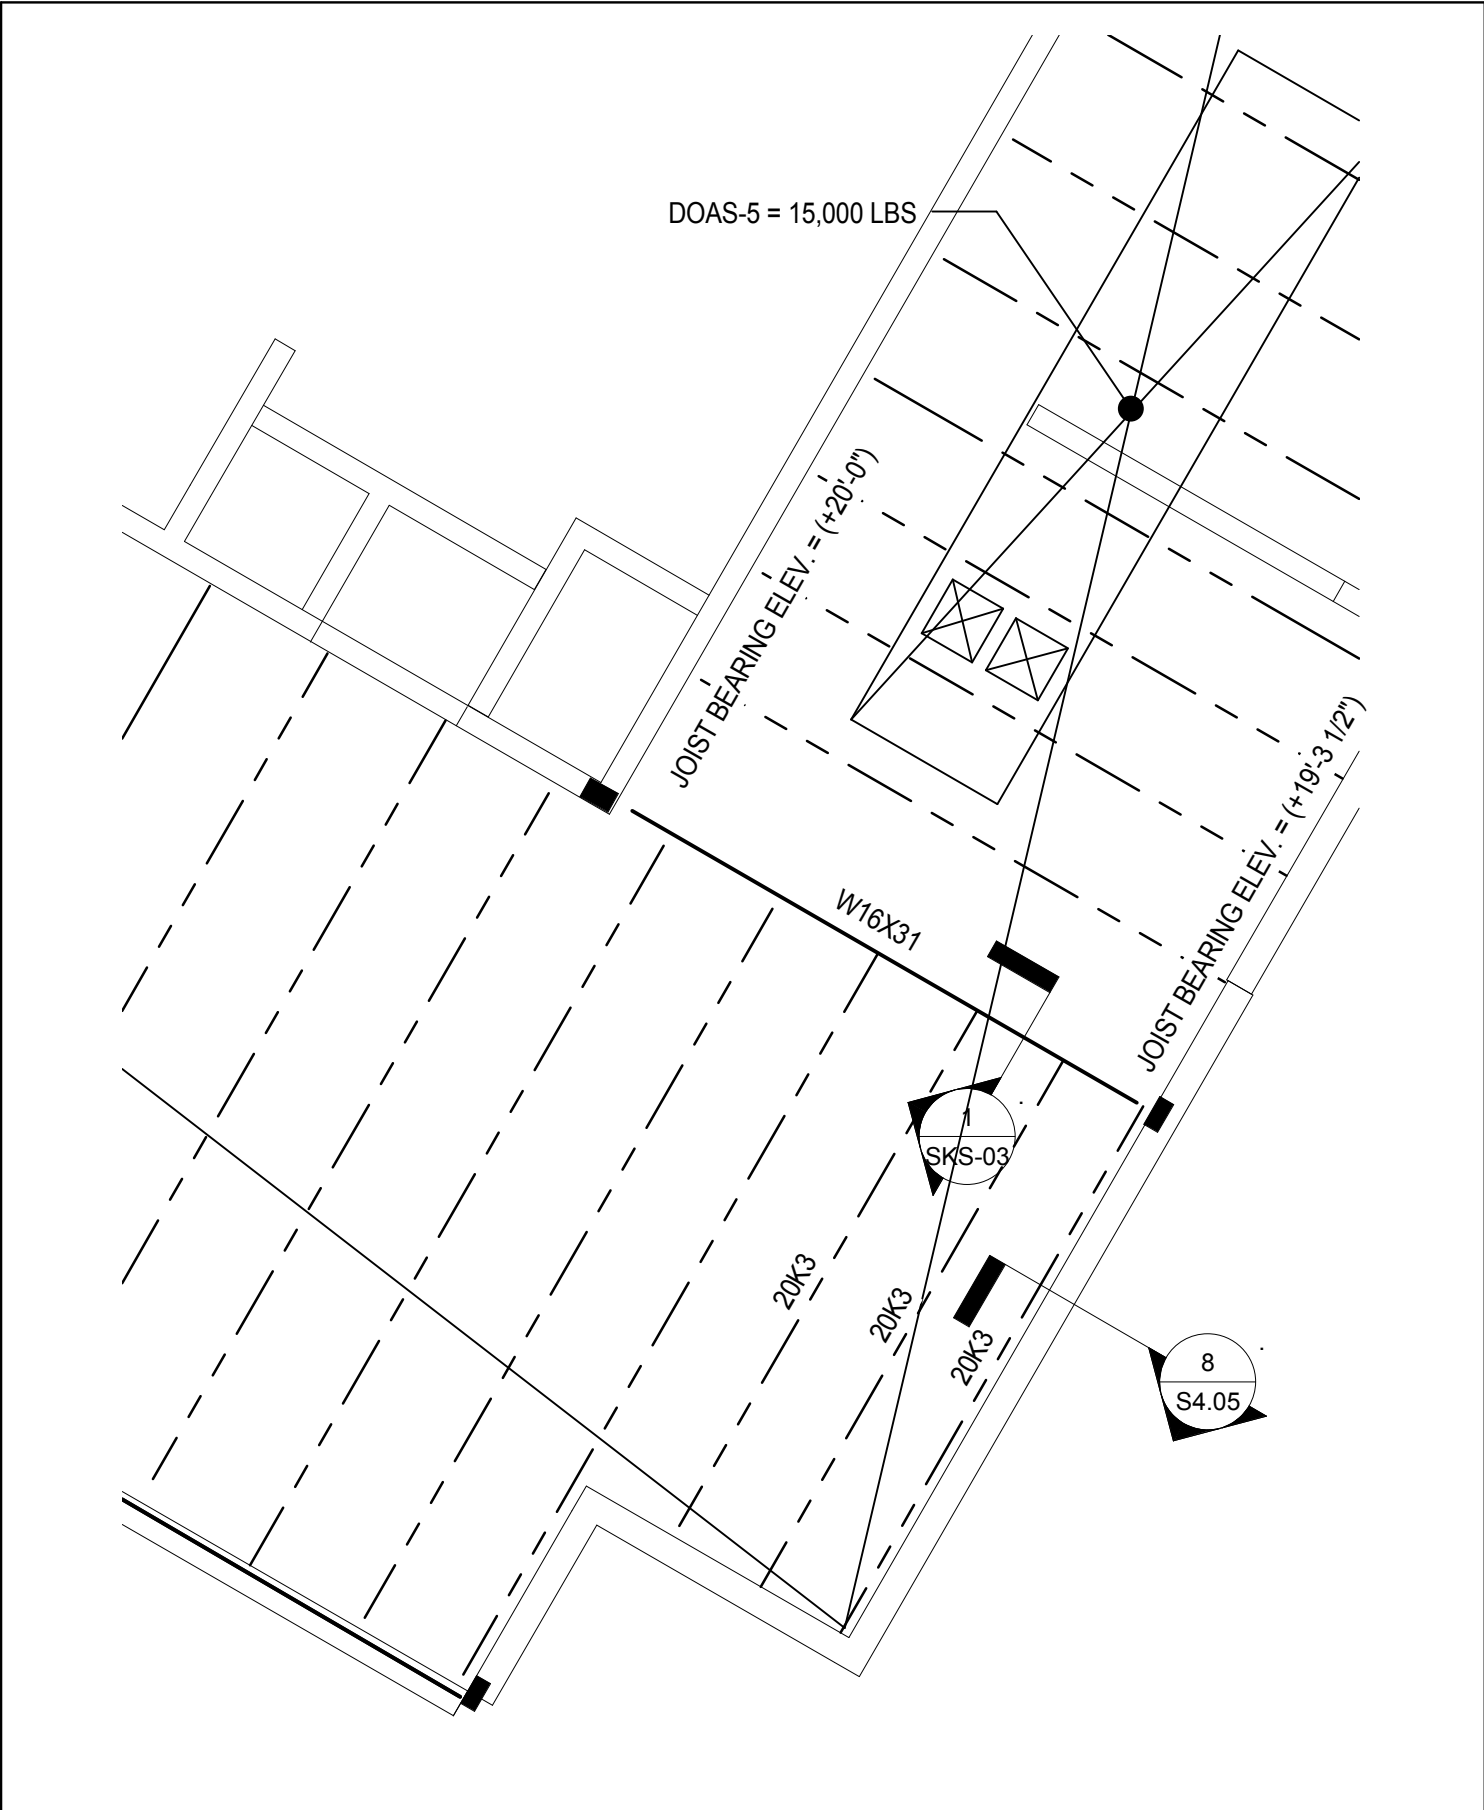 DOAS-5 = 15,000 LBS
JOIST BEARING ELEV. = (+20'-0")
JOIST BEARING ELEV. = (+19'-3 1/2")
W16X31
1
SKS-03
20K3
20K3
20K3
8
S4.05